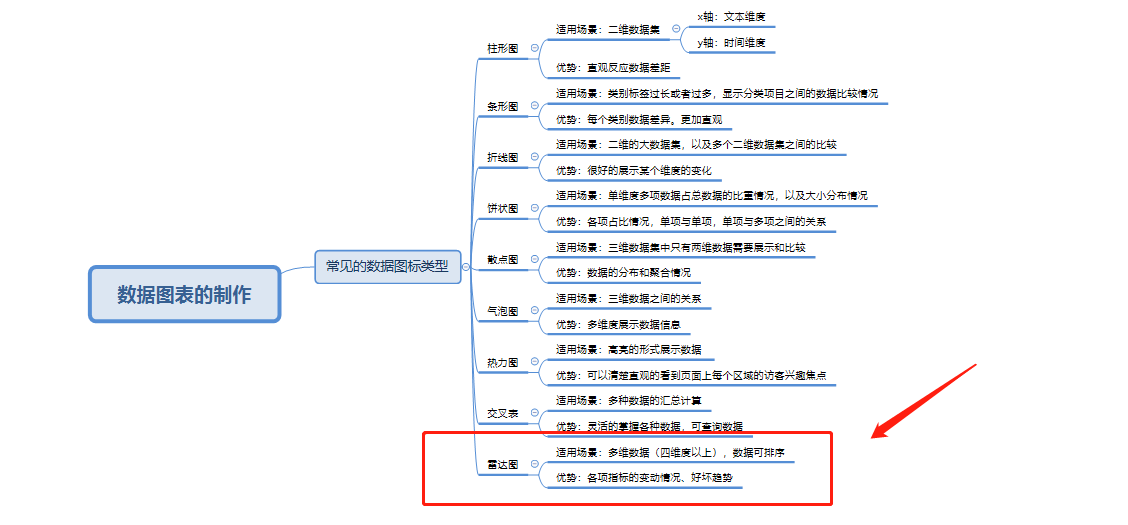 数据图表的制作
常见的数据图标类型
柱形图
适用场景：二维数据集
x轴：文本维度
y轴：时间维度
优势：直观反应数据差距
条形图
适用场景：类别标签过长或者过多，显示分类项目之间的数据比较情况
优势：每个类别数据差异。更加直观
折线图
适用场景：二维的大数据集，以及多个二维数据集之间的比较
优势：很好的展示某个维度的变化
饼状图
适用场景：单维度多项数据占总数据的比重情况，以及大小分布情况
优势：各项占比情况，单项与单项，单项与多项之间的关系
散点图
适用场景：三维数据集中只有两维数据需要展示和比较
优势：数据的分布和聚合情况
气泡图
适用场景：三维数据之间的关系
优势：多维度展示数据信息
热力图
适用场景：高亮的形式展示数据
优势：可以清楚直观的看到页面上每个区域的访客兴趣焦点
交叉表
适用场景：多种数据的汇总计算
优势：灵活的掌握各种数据，可查询数据
雷达图
适用场景：多维数据（四维度以上），数据可排序
优势：各项指标的变动情况、好坏趋势